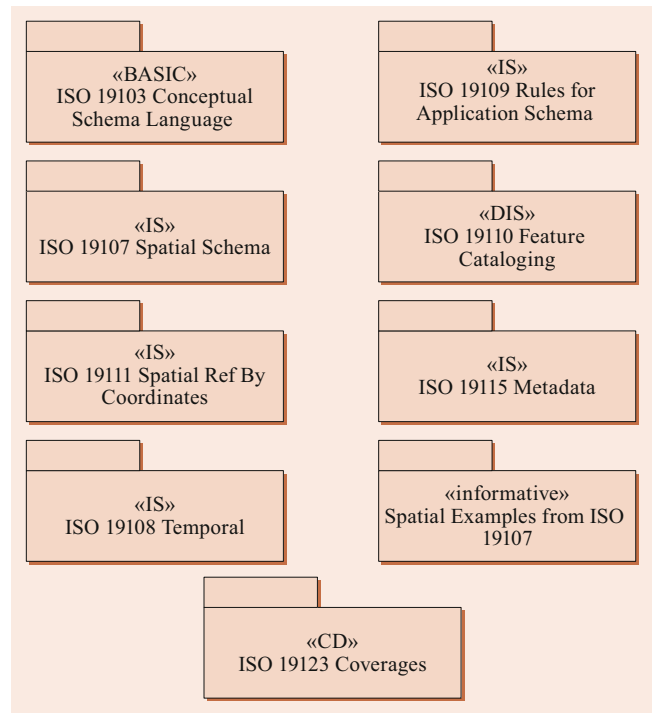 «BASIC»
ISO 19103 Conceptual
Schema Language
«IS»
ISO 19109 Rules for
Application Schema
«IS»
ISO 19107 Spatial Schema
«DIS»
ISO 19110 Feature
Cataloging
«IS»
ISO 19111 Spatial Ref By
Coordinates
«IS»
ISO 19115 Metadata
«IS»
ISO 19108 Temporal
«informative»
Spatial Examples from ISO
19107
«CD»
ISO 19123 Coverages